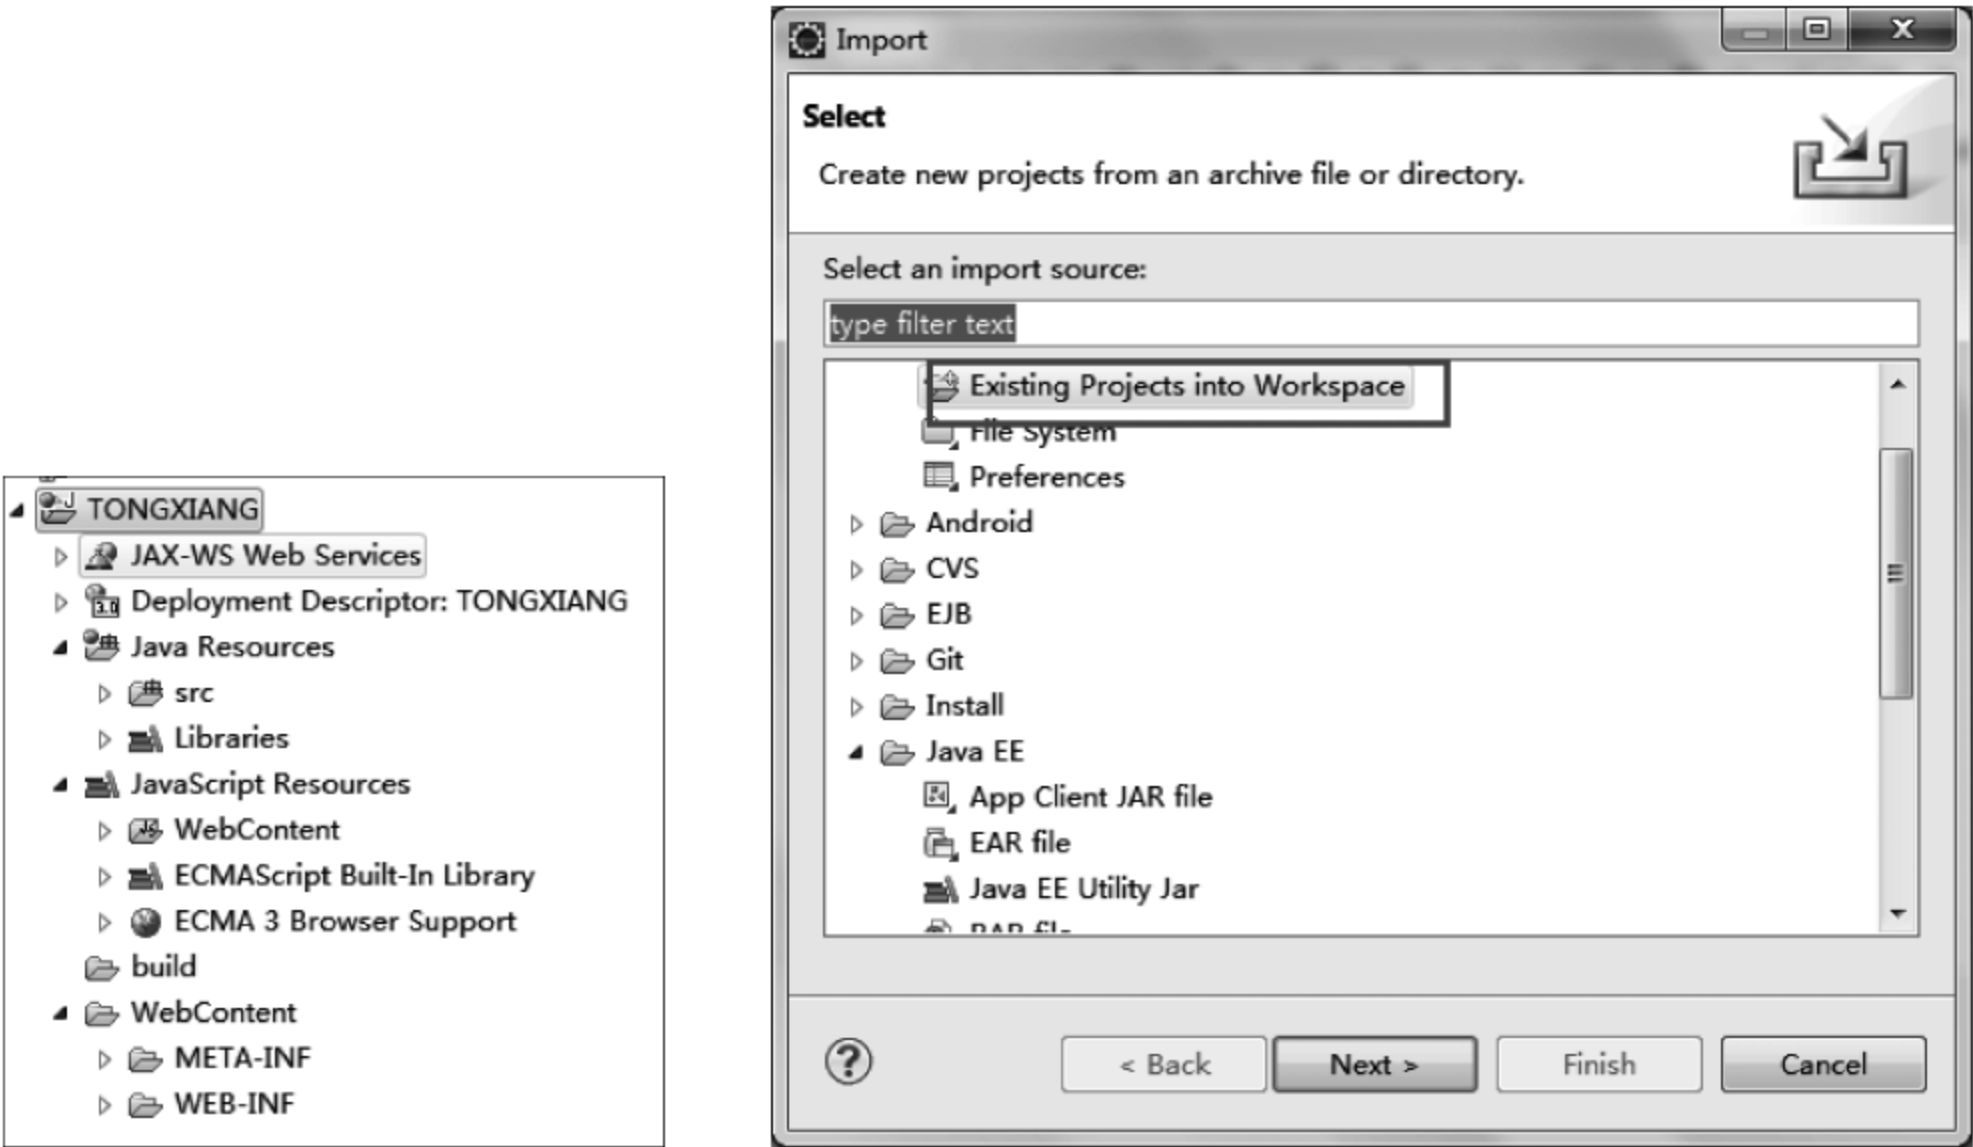 TONGXIANG
JAX-WS Web Services
Deployment Descriptor: TONGXIANG
Java Resources
src
Libraries
JavaScript Resources
WebContent
ECMAScript Built-In Library
ECMA 3 Browser Support
build
WebContent
META-INF
WEB-INF
Import
Select
Create new projects from an archive file or directory.
Select an import source:
type filter text
Existing Projects into Workspace
File System
Preferences
Android
CVS
EJB
Git
Install
Java EE
App Client JAR file
EAR file
Java EE Utility Jar
RAR file
< Back
Next >
Finish
Cancel